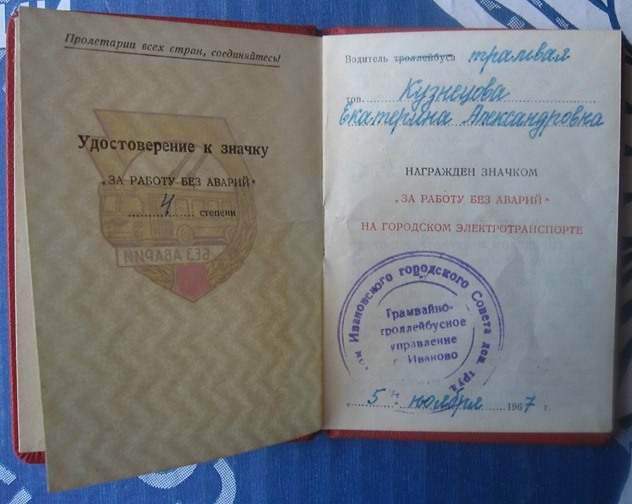 Пролетарии всех стран, соединяйтесь!
Удостоверение к значку
„ЗА РАБОТУ БЕЗ АВАРИЙ“
4 степени
БЕЗ АВАРИЙ
Водитель троллейбуса трамвая
тов. Кузнецова
Екатерина Александровна
НАГРАЖДЕН ЗНАЧКОМ
„ЗА РАБОТУ БЕЗ АВАРИЙ“
НА ГОРОДСКОМ ЭЛЕКТРОТРАНСПОРТЕ
Ивановского городского Совета деп. труд
Трамвайно-
троллейбусное
управление
г. Иваново
„5“ ноября 1967 г.